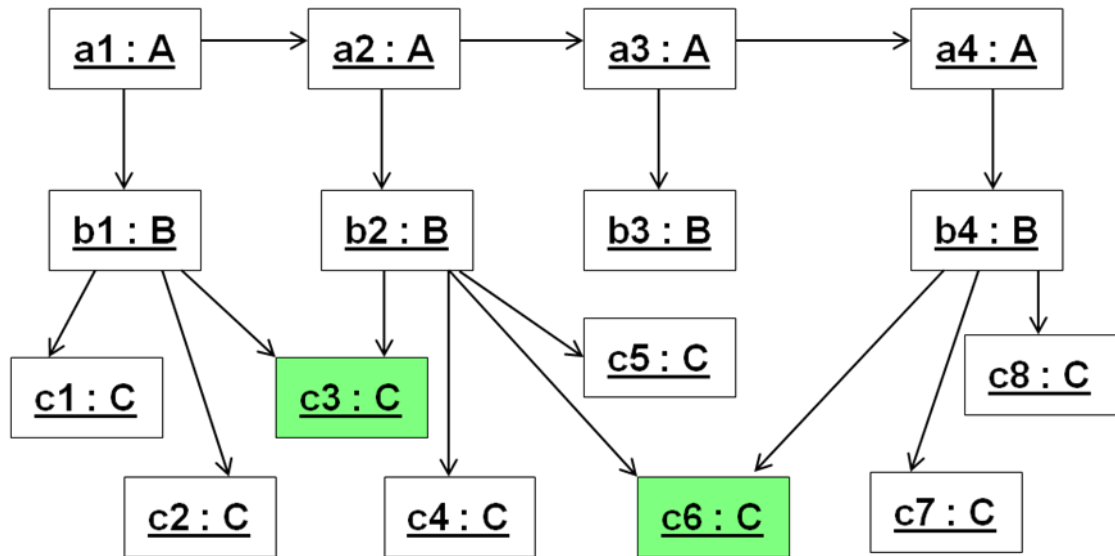 a1 : A
a2 : A
a3 : A
a4 : A
b1 : B
b2 : B
b3 : B
b4 : B
c1 : C
c3 : C
c5 : C
c8 : C
c2 : C
c4 : C
c6 : C
c7 : C